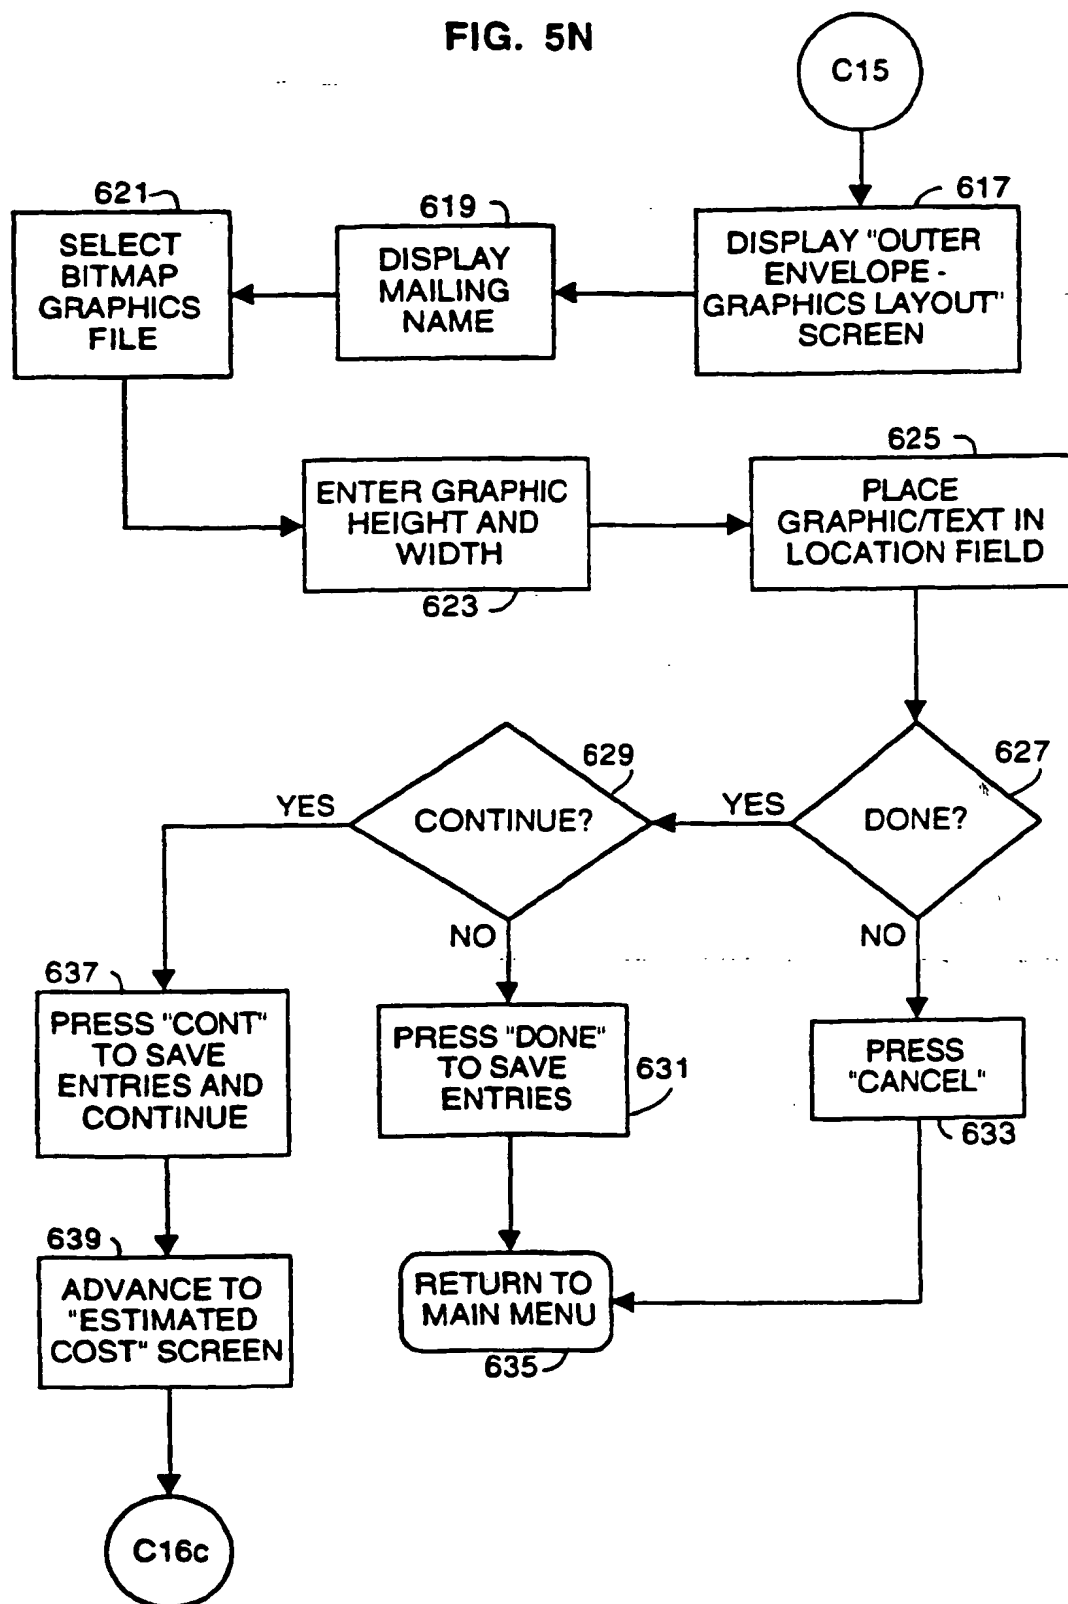 FIG. 5N
C15
617
DISPLAY "OUTER
ENVELOPE -
GRAPHICS LAYOUT"
SCREEN
619
DISPLAY
MAILING
NAME
621
SELECT
BITMAP
GRAPHICS
FILE
ENTER GRAPHIC
HEIGHT AND
WIDTH
623
625
PLACE
GRAPHIC/TEXT IN
LOCATION FIELD
627
DONE?
YES
NO
629
CONTINUE?
YES
NO
637
PRESS "CONT"
TO SAVE
ENTRIES AND
CONTINUE
PRESS "DONE"
TO SAVE
ENTRIES
631
PRESS
"CANCEL"
633
639
ADVANCE TO
"ESTIMATED
COST" SCREEN
RETURN TO
MAIN MENU
635
C16c